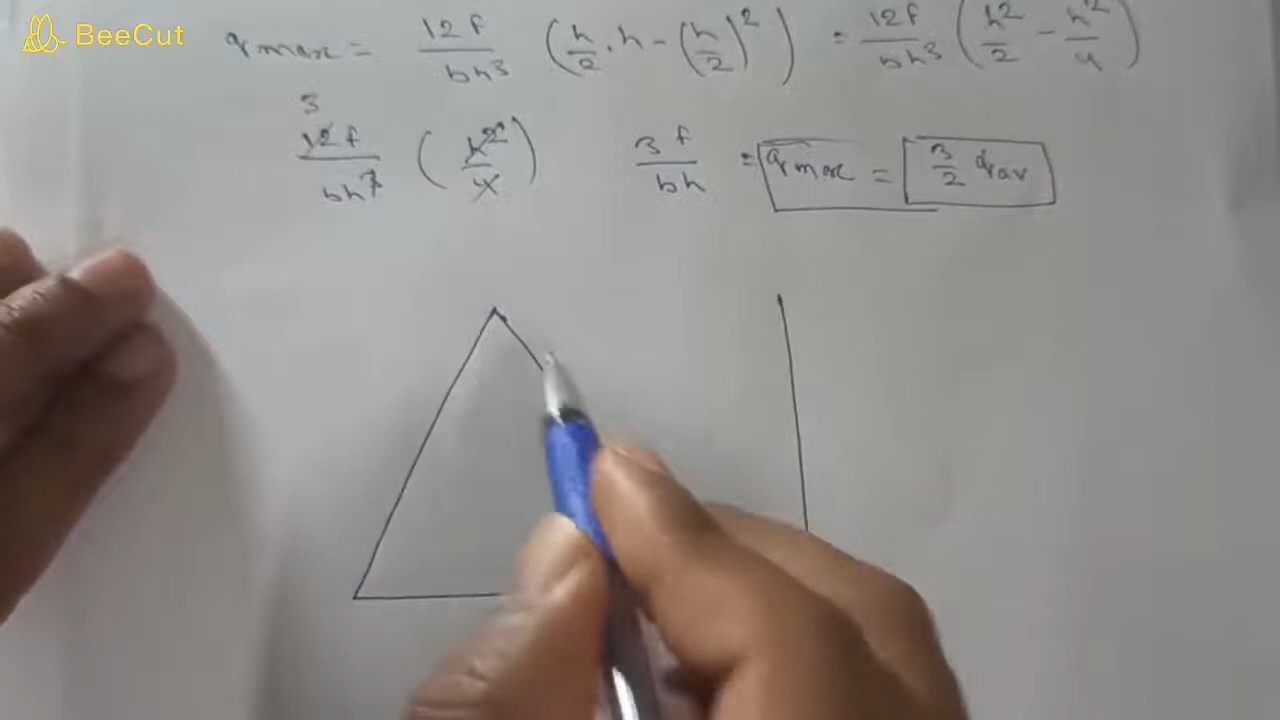 BeeCut
qmax = 12F/bh³ (h/2 . h - (h/2)²) = 12F/bh³ (h²/2 - h²/4)
3
12F/bh³ (h²/4) 3F/bh = qmax = 3/2 qav